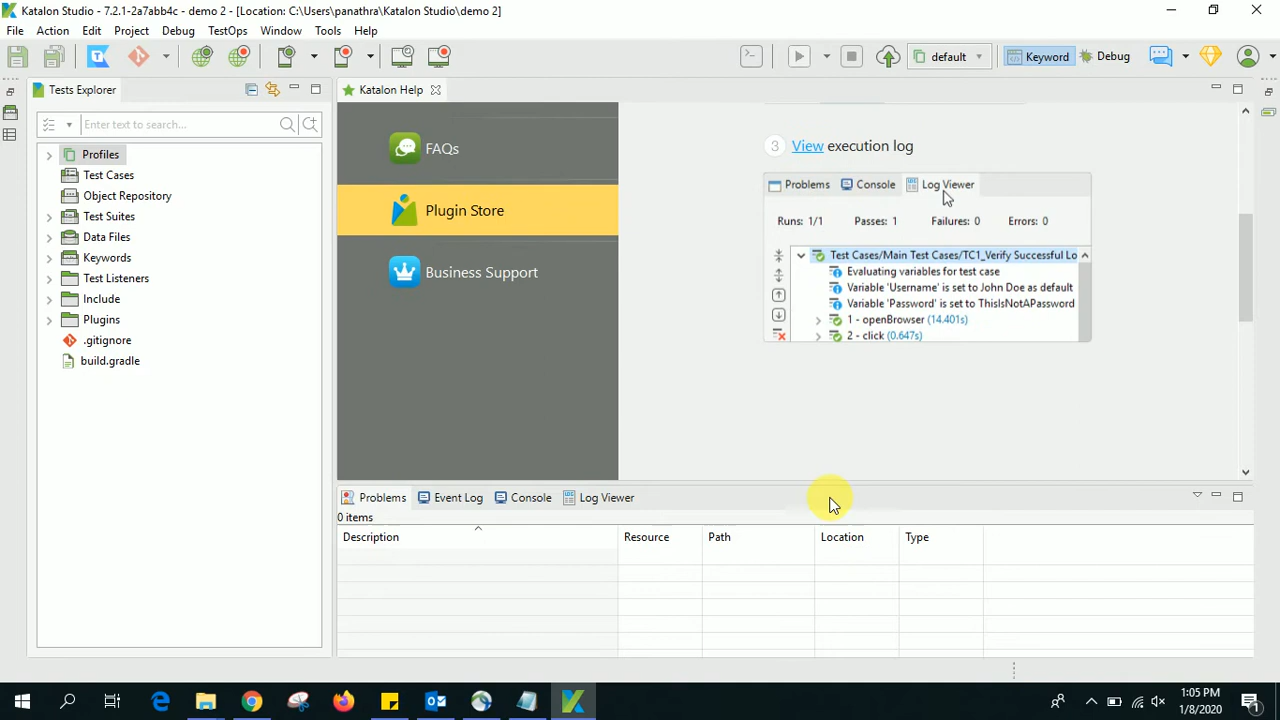 Katalon Studio - 7.2.1-2a7abb4c - demo 2 - [Location: C:\Users\panathra\Katalon Studio\demo 2]
File Action Project Debug TestOps Window Tools Help
default
Keyword
Debug
Tests Explorer
Katalon Help
Enter text to search...
Profiles
Test Cases
Object Repository
Test Suites
Data Files
Keywords
Test Listeners
Include
Plugins
.gitignore
build.gradle
FAQs
Plugin Store
Business Support
3 View execution log
Problems Console Log Viewer
Runs: 1/1 Passes: 1 Failures: 0 Errors: 0
Test Cases/Main Test Cases/TC1_Verify Successful Lo
Evaluating variables for test case
Variable 'Username' is set to John Doe as default
Variable 'Password' is set to ThisIsNotAPassword
1 - openBrowser (14.401s)
2 - click (0.647s)
Problems Event Log Console Log Viewer
0 items
Description Resource Path Location Type
1:05 PM
1/8/2020
1